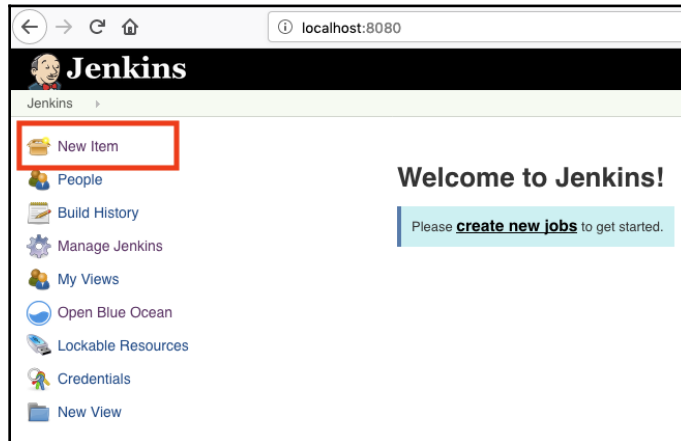 localhost:8080
Jenkins
Jenkins
New Item
People
Build History
Manage Jenkins
My Views
Open Blue Ocean
Lockable Resources
Credentials
New View
Welcome to Jenkins!
Please create new jobs to get started.